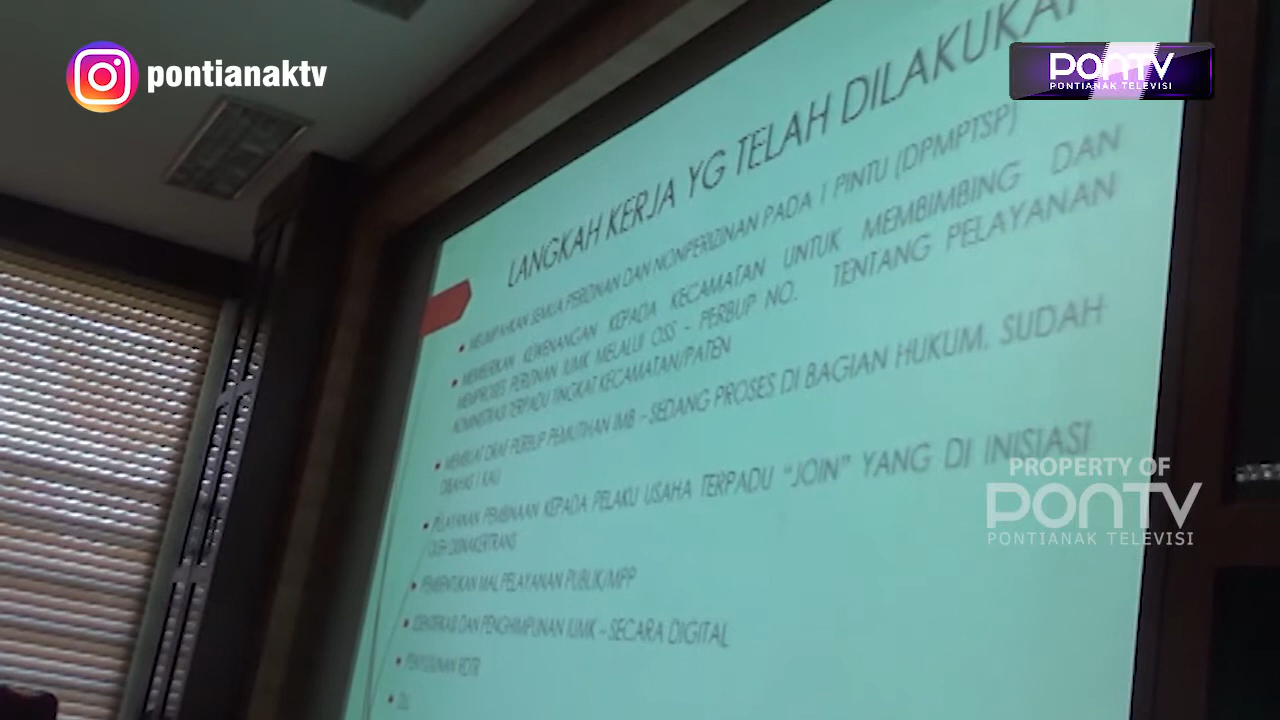 pontianaktv
PONTV
PONTIANAK TELEVISI
LANGKAH KERJA YG TELAH DILAKUKAN
MELIMPAHKAN SEMUA PERIZINAN DAN NONPERIZINAN PADA 1 PINTU (DPMPTSP)
MEMBERIKAN KEWENANGAN KEPADA KECAMATAN UNTUK MEMBIMBING DAN
MEMPROSES PERIZINAN IUMK MELALUI OSS - PERBUP NO. TENTANG PELAYANAN
ADMINISTRASI TERPADU TINGKAT KECAMATAN/PATEN
MEMBUAT DRAF PERBUP PEMUTIHAN IMB – SEDANG PROSES DI BAGIAN HUKUM, SUDAH
DIBAHAS 1 KALI
PELAYANAN PEMBINAAN KEPADA PELAKU USAHA TERPADU "JOIN" YANG DI INISIASI
OLEH DISNAKERTRANS
PEMBENTUKAN MAL PELAYANAN PUBLIK/MPP
IDENTIFIKASI DAN PENGHIMPUNAN IUMK – SECARA DIGITAL
PENYUSUNAN RDTR
DLL
PROPERTY OF
PONTV
PONTIANAK TELEVISI